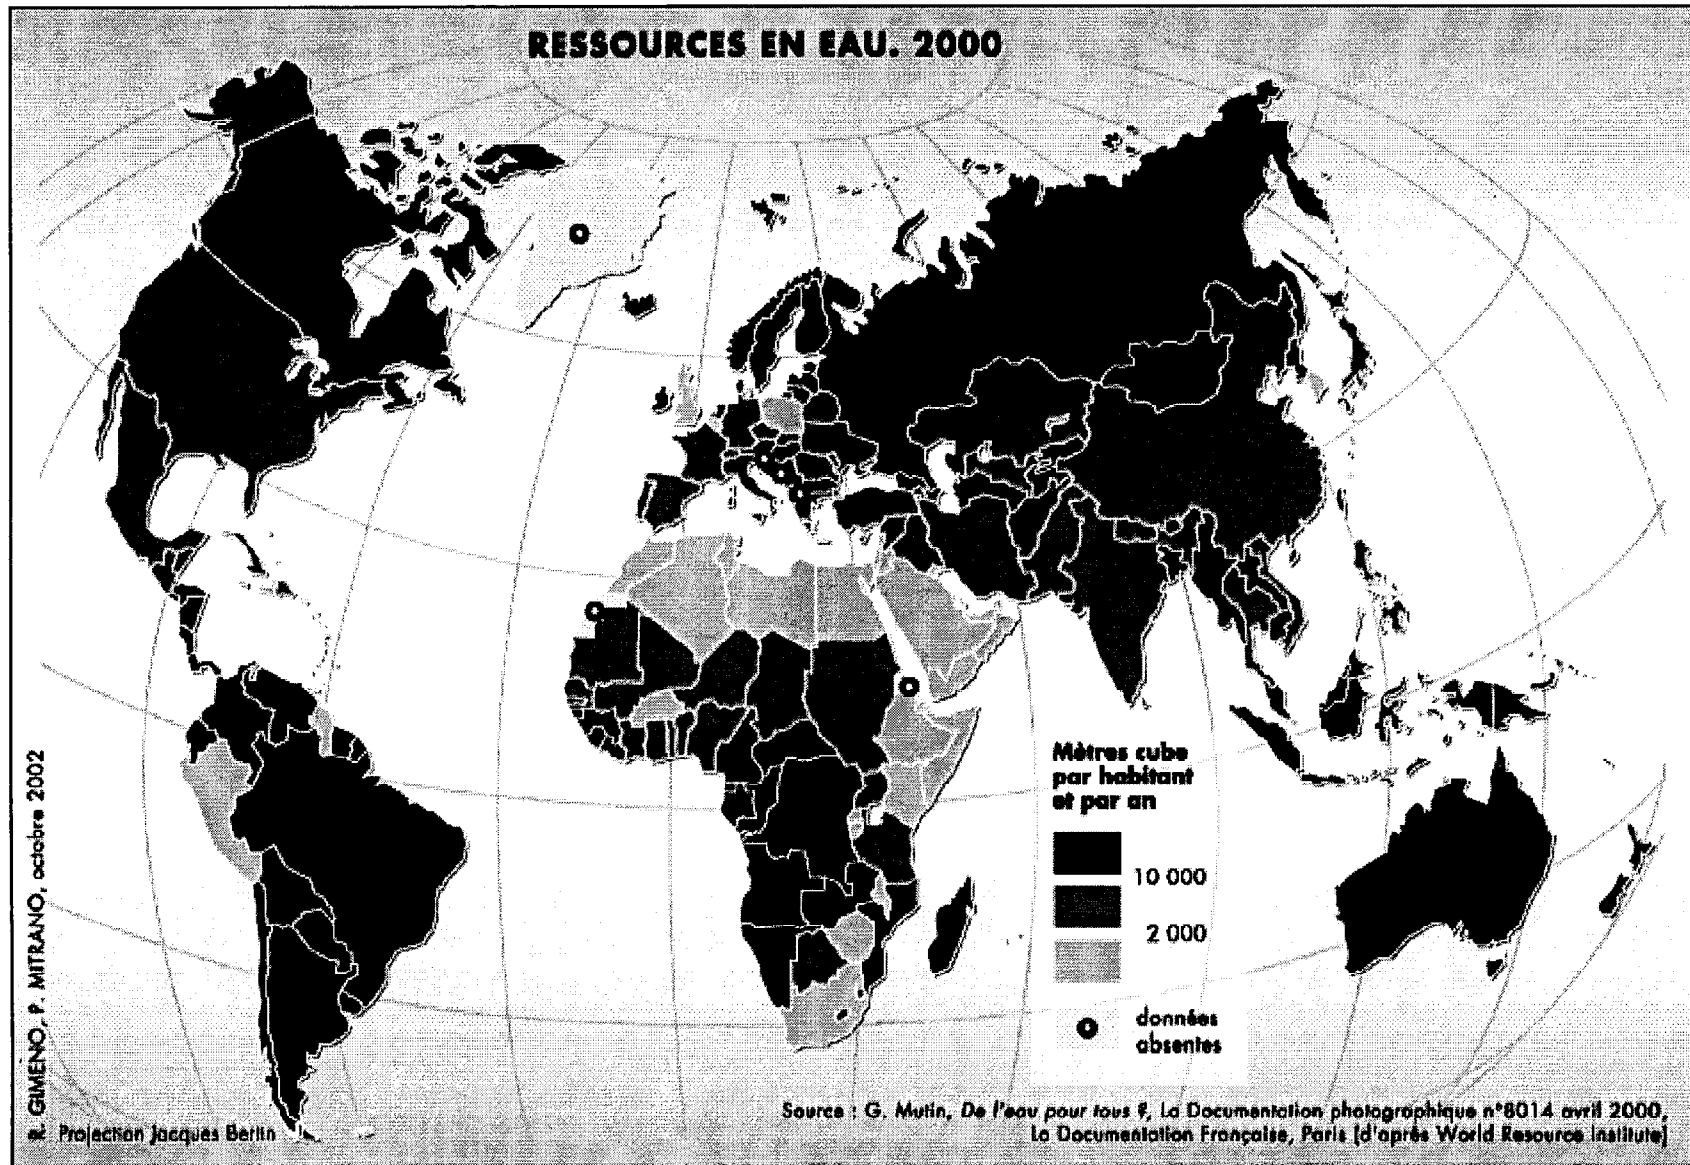 RESSOURCES EN EAU. 2000
Mètres cube
par habitant
et par an
10 000
2 000
données
absentes
R. GIMENO, P. MITRANO, octobre 2002
Projection Jacques Bertin
Source : G. Mutin, De l'eau pour tous ?, La Documentation photographique n°8014 avril 2000,
La Documentation Française, Paris (d'après World Resource Institute)